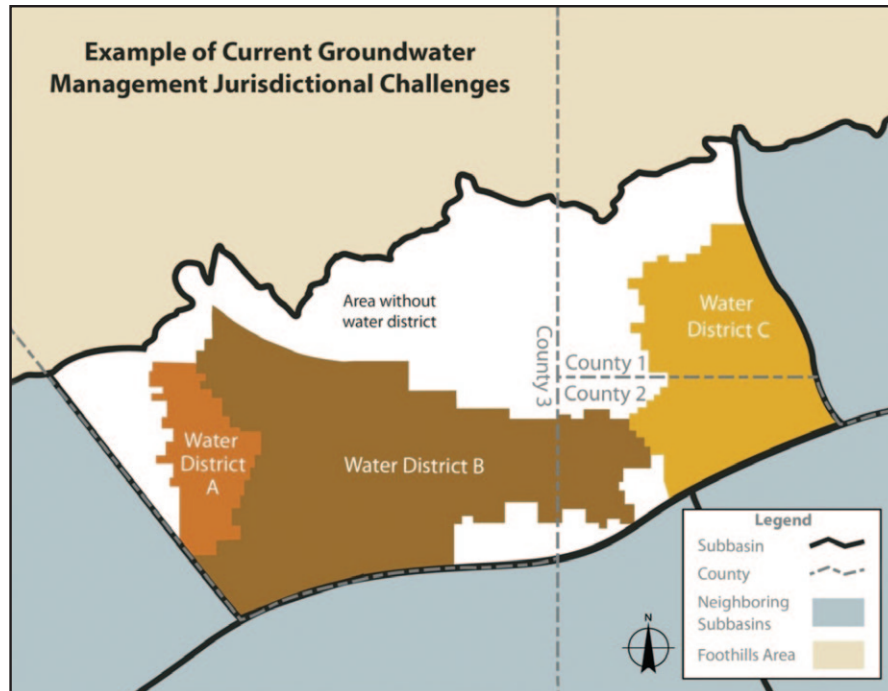 Example of Current Groundwater
Management Jurisdictional Challenges
Area without
water district
Water
District C
County 3
County 1
County 2
Water
District
A
Water District B
Legend
Subbasin
County
Neighboring
Subbasins
Foothills Area
N